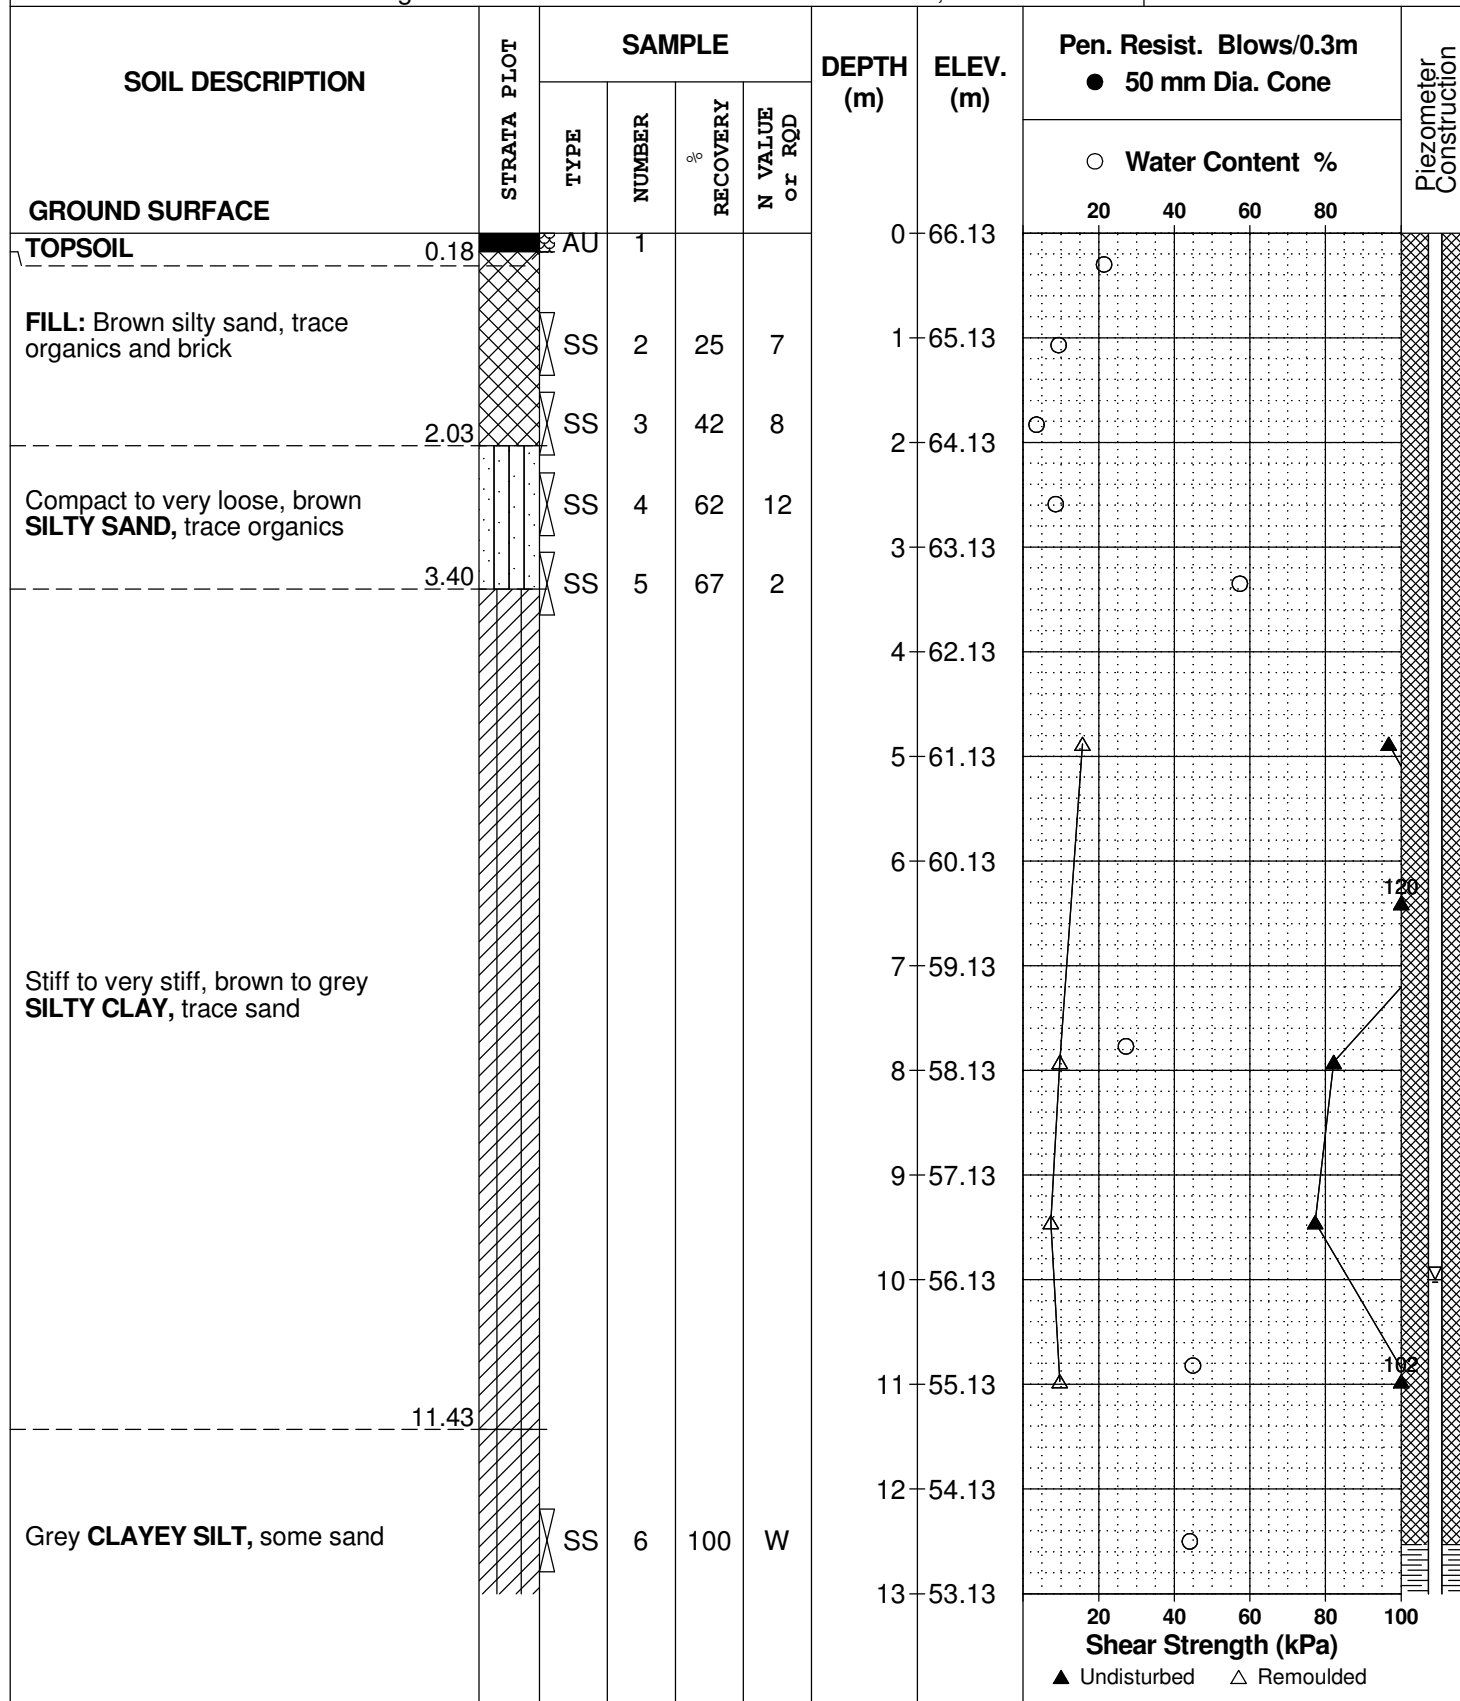 SOIL DESCRIPTION
GROUND SURFACE
STRATA PLOT
SAMPLE
TYPE
NUMBER
%
RECOVERY
N VALUE
or RQD
DEPTH
(m)
ELEV.
(m)
Pen. Resist. Blows/0.3m
● 50 mm Dia. Cone
○ Water Content %
20 40 60 80
Piezometer
Construction
TOPSOIL 0.18
AU 1
0 66.13
FILL: Brown silty sand, trace
organics and brick
SS 2 25 7
1 65.13
SS 3 42 8
2.03
2 64.13
Compact to very loose, brown
SILTY SAND, trace organics
SS 4 62 12
3 63.13
3.40
SS 5 67 2
4 62.13
5 61.13
6 60.13
120
7 59.13
Stiff to very stiff, brown to grey
SILTY CLAY, trace sand
8 58.13
9 57.13
10 56.13
102
11 55.13
11.43
12 54.13
Grey CLAYEY SILT, some sand
SS 6 100 W
13 53.13
20 40 60 80 100
Shear Strength (kPa)
▲ Undisturbed △ Remoulded